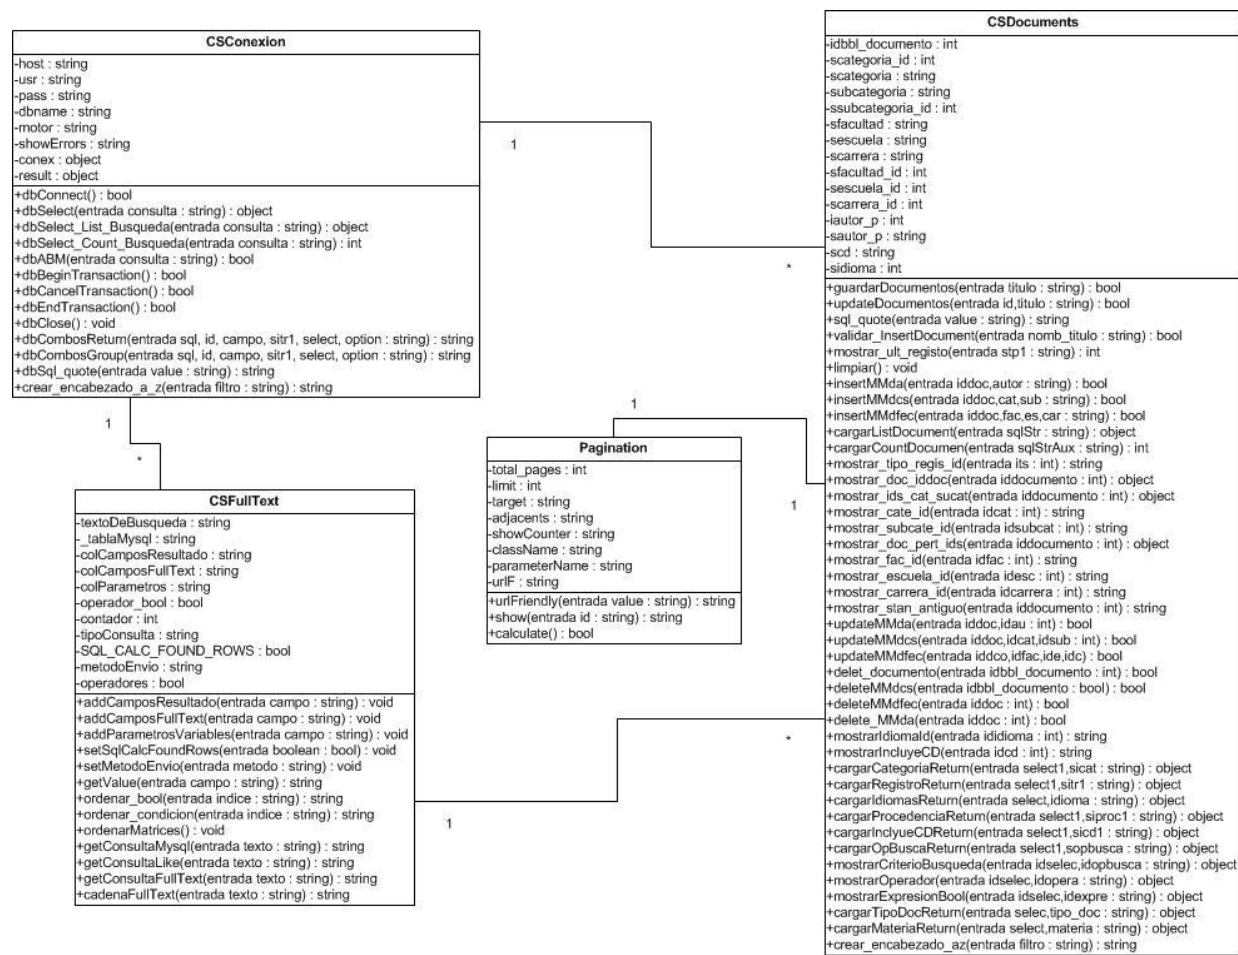 CSConexion
-host : string
-usr : string
-pass : string
-dbname : string
-motor : string
-showErrors : string
-conex : object
-result : object
+dbConnect() : bool
+dbSelect(entrada consulta : string) : object
+dbSelect_List_Busqueda(entrada consulta : string) : object
+dbSelect_Count_Busqueda(entrada consulta : string) : int
+dbABM(entrada consulta : string) : bool
+dbBeginTransaction() : bool
+dbCancelTransaction() : bool
+dbEndTransaction() : bool
+dbClose() : void
+dbCombosReturn(entrada sql, id, campo, sitr1, select, option : string) : string
+dbCombosGroup(entrada sql, id, campo, sitr1, select, option : string) : string
+dbSql_quote(entrada value : string) : string
+crear_encabezado_a_z(entrada filtro : string) : string
1
*
1
*
CSFullText
-textoDeBusqueda : string
-_tablaMysql : string
-colCamposResultado : string
-colCamposFullText : string
-colParametros : string
-operador_bool : bool
-contador : int
-tipoConsulta : string
-SQL_CALC_FOUND_ROWS : bool
-metodoEnvio : string
-operadores : bool
+addCamposResultado(entrada campo : string) : void
+addCamposFullText(entrada campo : string) : void
+addParametrosVariables(entrada campo : string) : void
+setSqlCalcFoundRows(entrada boolean : bool) : void
+setMetodoEnvio(entrada metodo : string) : void
+getValue(entrada campo : string) : string
+ordenar_bool(entrada indice : string) : string
+ordenar_condicion(entrada indice : string) : string
+ordenarMatrices() : void
+getConsultaMysql(entrada texto : string) : string
+getConsultaLike(entrada texto : string) : string
+getConsultaFullText(entrada texto : string) : string
+cadenaFullText(entrada texto : string) : string
1
*
Pagination
-total_pages : int
-limit : int
-target : string
-adjacents : string
-showCounter : string
-className : string
-parameterName : string
-urlF : string
+urlFriendly(entrada value : string) : string
+show(entrada id : string) : string
+calculate() : bool
1
1
CSDocuments
-idbbl_documento : int
-scategoria_id : int
-scategoria : string
-subcategoria : string
-ssubcategoria_id : int
-sfacultad : string
-sescuela : string
-scarrera : string
-sfacultad_id : int
-sescuela_id : int
-scarrera_id : int
-iautor_p : int
-sautor_p : string
-scd : string
-sidioma : int
+guardarDocumentos(entrada titulo : string) : bool
+updateDocumentos(entrada id,titulo : string) : bool
+sql_quote(entrada value : string) : string
+validar_InsertDocument(entrada nomb_titulo : string) : bool
+mostrar_ult_registo(entrada stp1 : string) : int
+limpiar() : void
+insertMMda(entrada iddoc,autor : string) : bool
+insertMMdcs(entrada iddoc,cat,sub : string) : bool
+insertMMdfec(entrada iddoc,fac,es,car : string) : bool
+cargarListDocument(entrada sqlStr : string) : object
+cargarCountDocumen(entrada sqlStrAux : string) : int
+mostrar_tipo_regis_id(entrada its : int) : string
+mostrar_doc_iddoc(entrada iddocumento : int) : object
+mostrar_ids_cat_sucat(entrada iddocumento : int) : object
+mostrar_cate_id(entrada idcat : int) : string
+mostrar_subcate_id(entrada idsubcat : int) : string
+mostrar_doc_pert_ids(entrada iddocumento : int) : object
+mostrar_fac_id(entrada idfac : int) : string
+mostrar_escuela_id(entrada idesc : int) : string
+mostrar_carrera_id(entrada idcarrera : int) : string
+mostrar_stan_antiguo(entrada iddocumento : int) : string
+updateMMda(entrada iddoc,idau : int) : bool
+updateMMdcs(entrada iddoc,idcat,idsub : int) : bool
+updateMMdfec(entrada iddco,idfac,ide,idc) : bool
+delet_documento(entrada idbbl_documento : int) : bool
+deleteMMdcs(entrada idbbl_documento : bool) : bool
+deleteMMdfec(entrada iddoc : int) : bool
+delete_MMda(entrada iddoc : int) : bool
+mostrarIdiomaId(entrada ididioma : int) : string
+mostrarIncluyeCD(entrada idcd : int) : string
+cargarCategoriaReturn(entrada select1,sicat : string) : object
+cargarRegistroReturn(entrada select1,sitr1 : string) : object
+cargarIdiomasReturn(entrada select,idioma : string) : object
+cargarProcedenciaReturn(entrada select1,siproc1 : string) : object
+cargarInclyueCDReturn(entrada select1,sicd1 : string) : object
+cargarOpBuscaReturn(entrada select1,sopbusca : string) : object
+mostrarCriterioBusqueda(entrada idselec,idopbusca : string) : object
+mostrarOperador(entrada idselec,idopera : string) : object
+mostrarExpresionBool(entrada idselec,idexpre : string) : object
+cargarTipoDocReturn(entrada selec,tipo_doc : string) : object
+cargarMateriaReturn(entrada select,materia : string) : object
+crear_encabezado_az(entrada filtro : string) : string